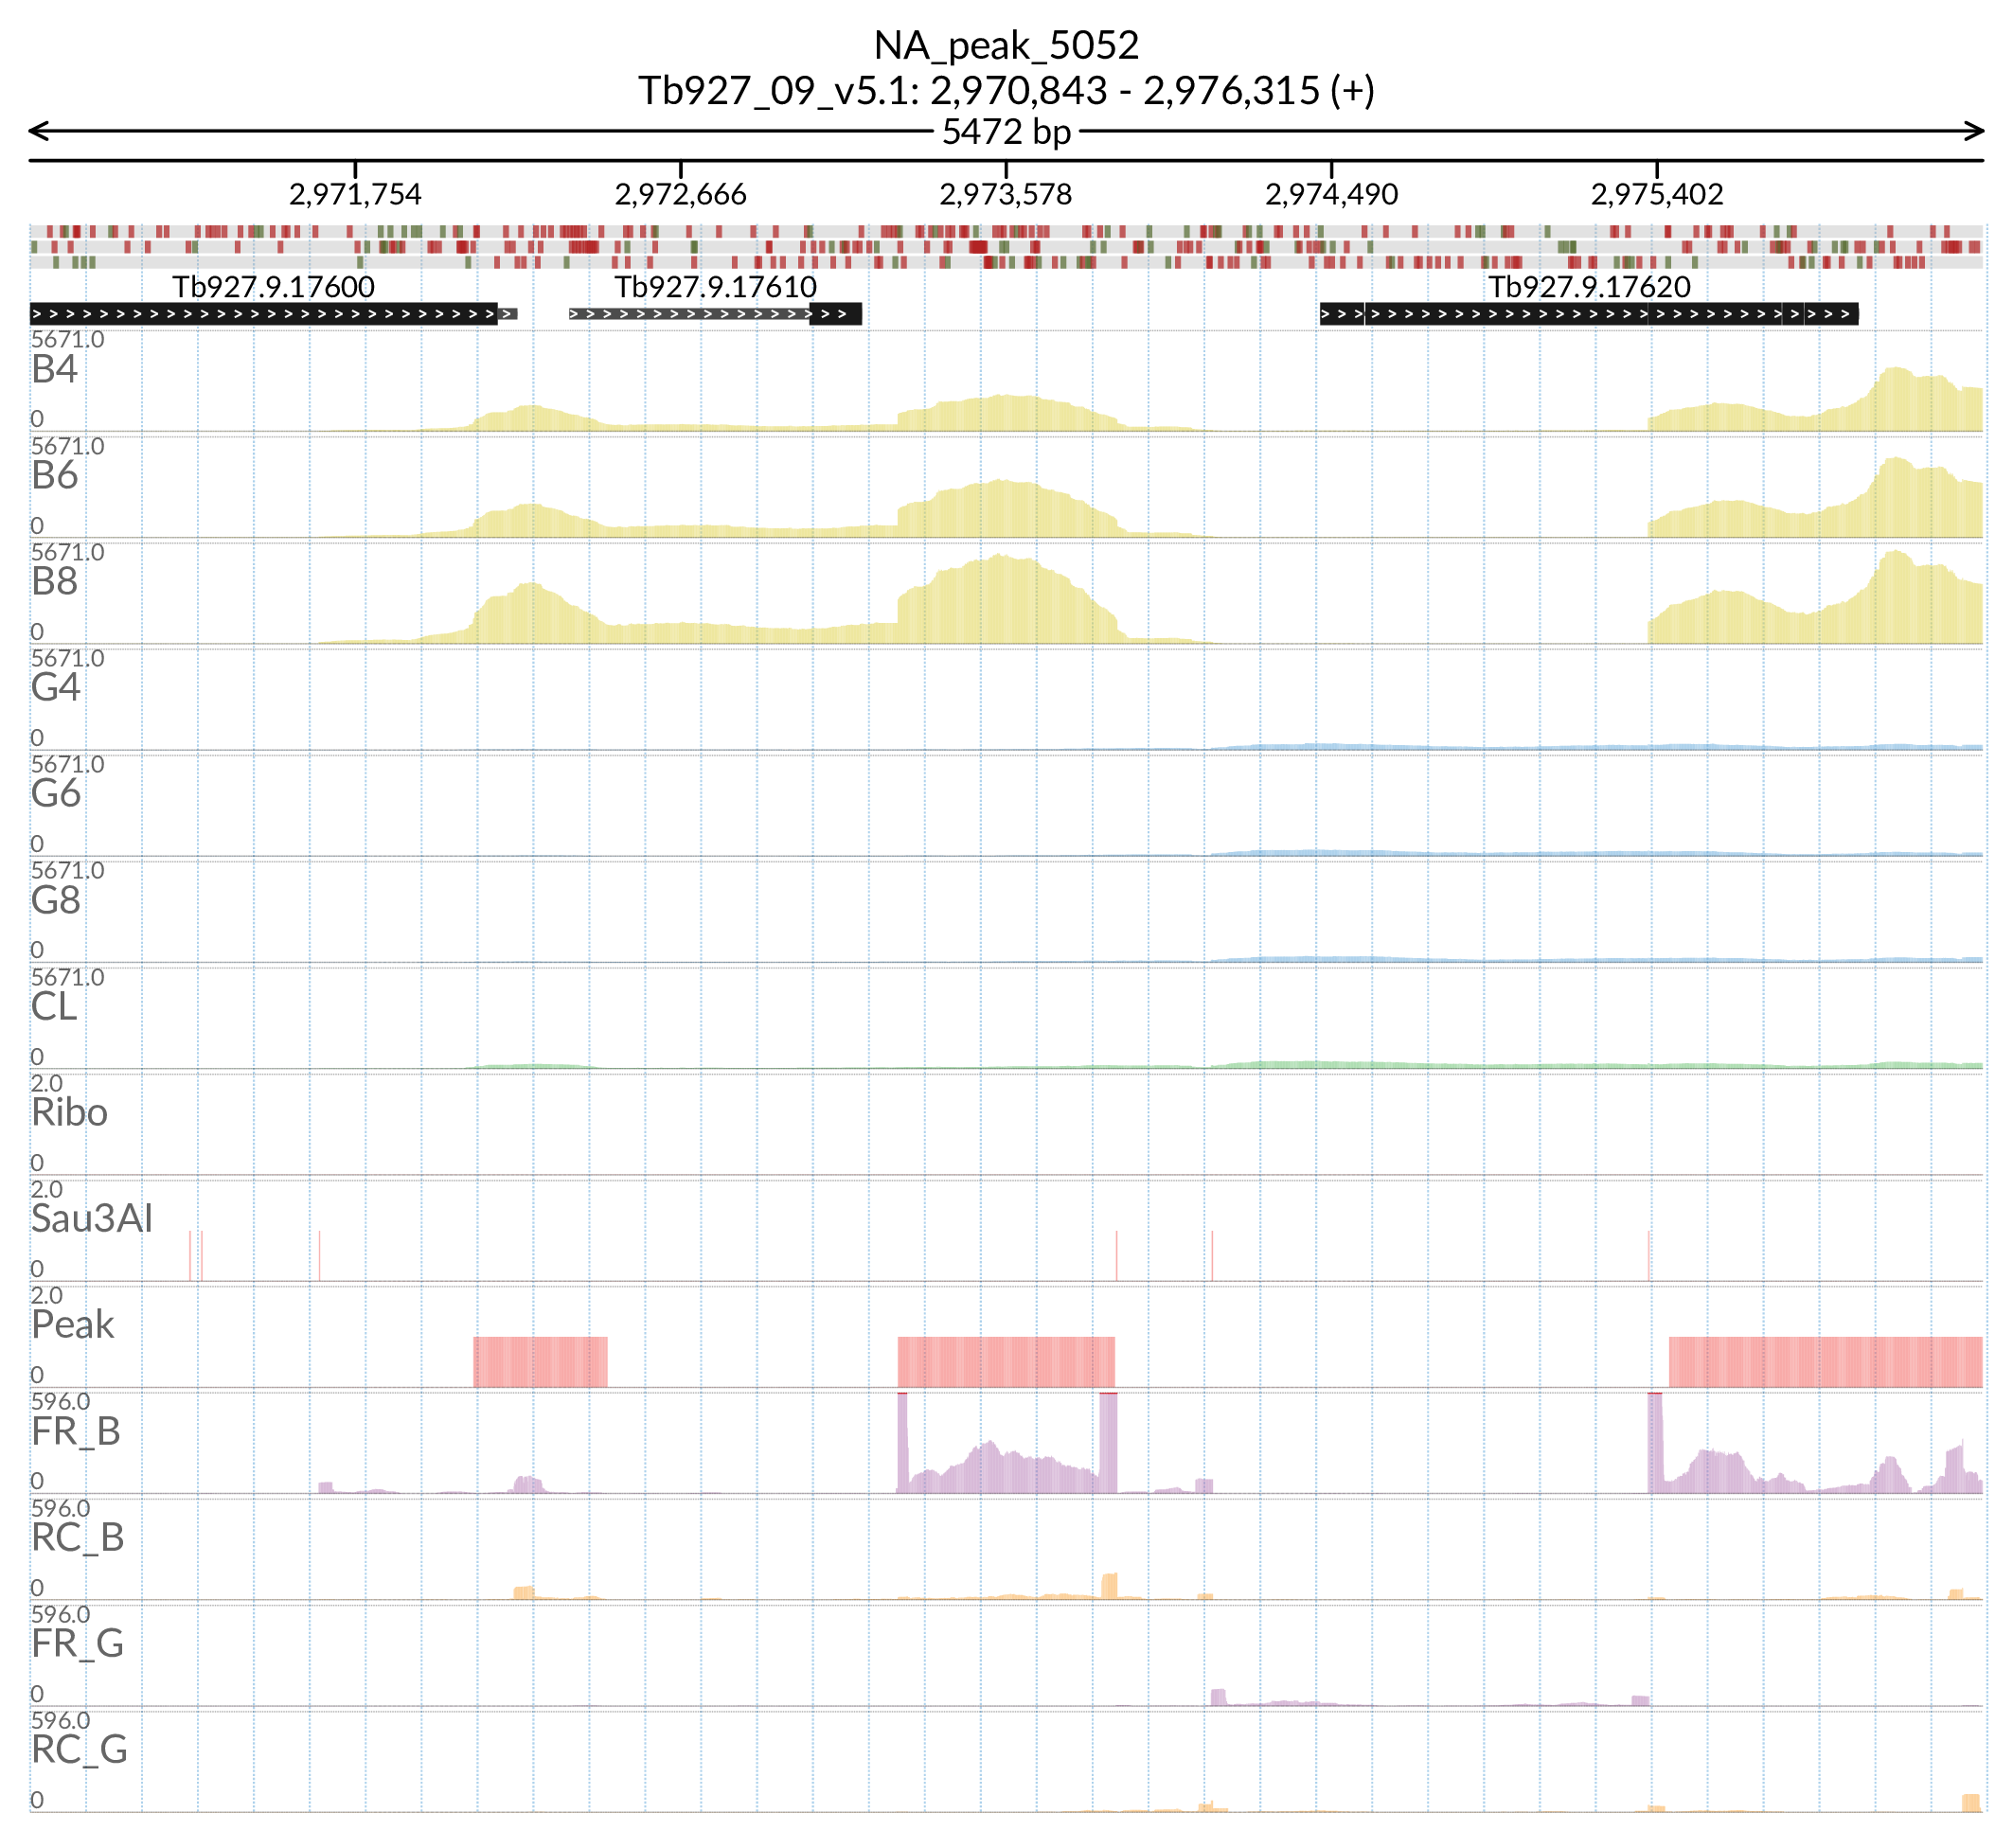 NA_peak_5052
Tb927_09_v5.1: 2,970,843 - 2,976,315 (+)
5472 bp
2,971,754 2,972,666 2,973,578 2,974,490 2,975,402
Tb927.9.17600 Tb927.9.17610 Tb927.9.17620
5671.0
B4
0
5671.0
B6
0
5671.0
B8
0
5671.0
G4
0
5671.0
G6
0
5671.0
G8
0
5671.0
CL
0
2.0
Ribo
0
2.0
Sau3AI
0
2.0
Peak
0
596.0
FR_B
0
596.0
RC_B
0
596.0
FR_G
0
596.0
RC_G
0